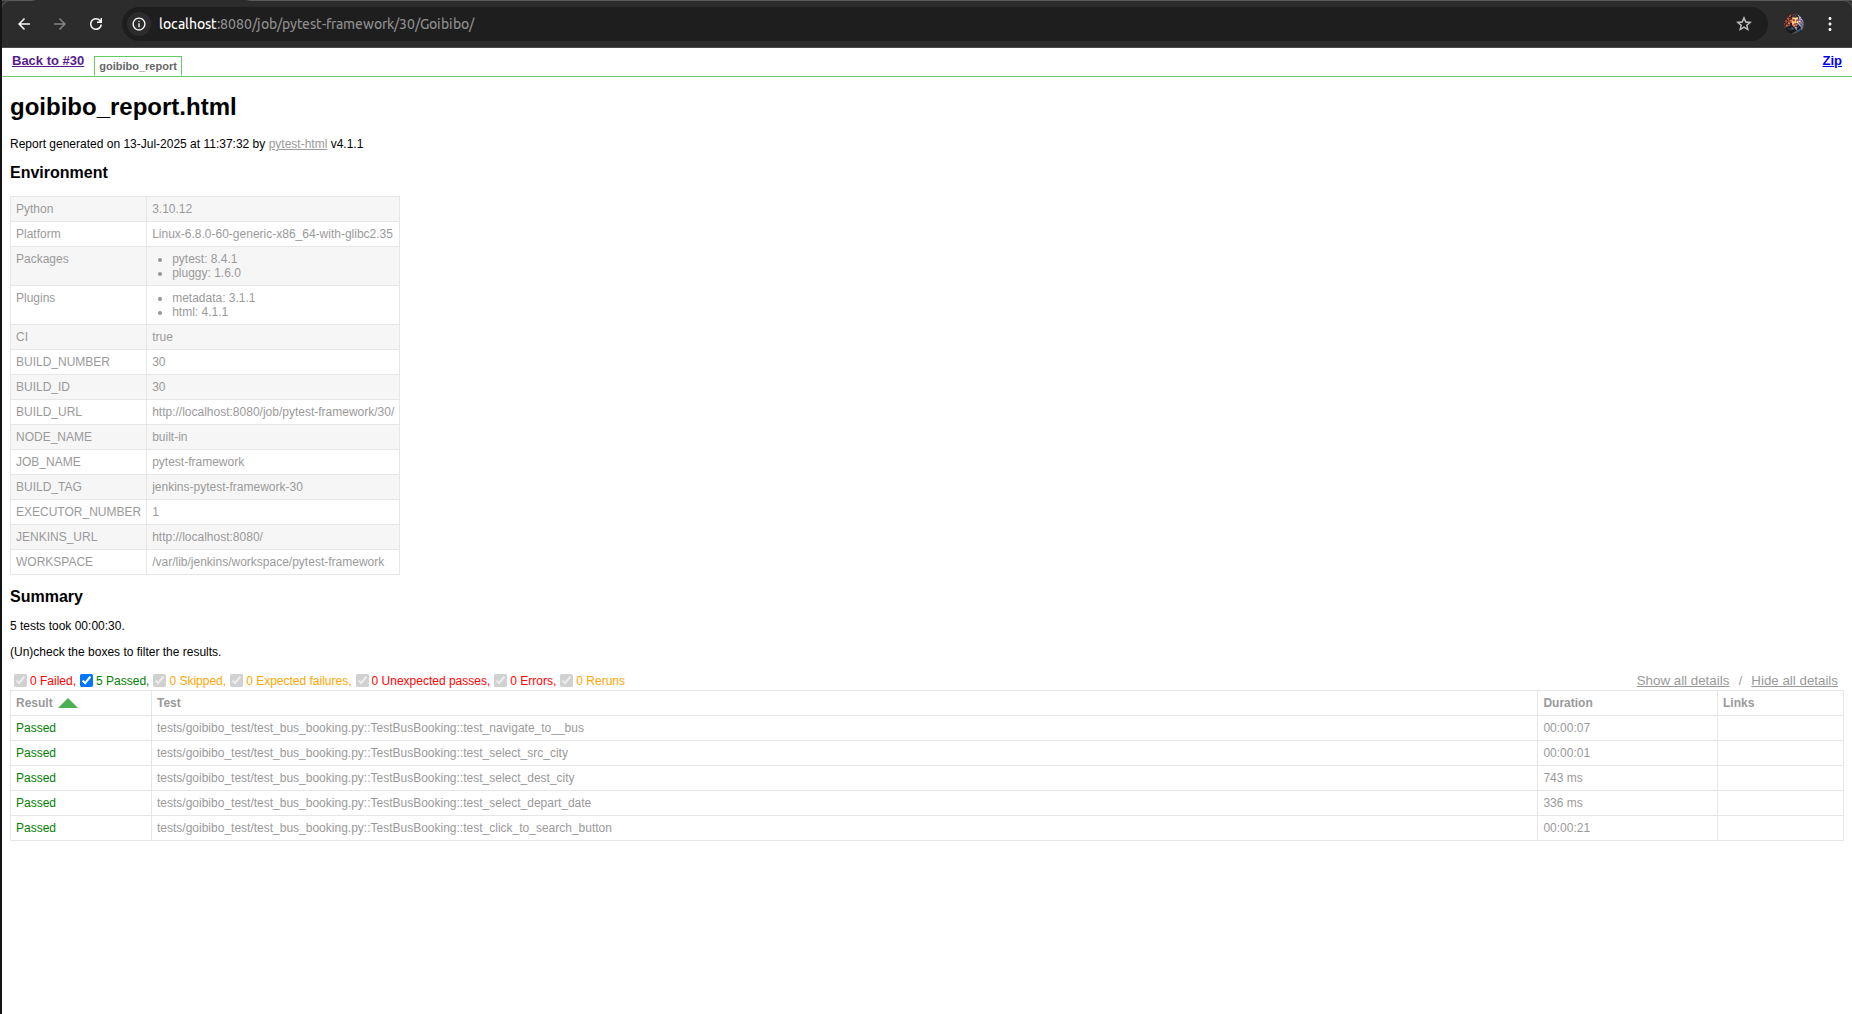 localhost:8080/job/pytest-framework/30/Goibibo/
Back to #30 goibibo_report Zip
goibibo_report.html
Report generated on 13-Jul-2025 at 11:37:32 by pytest-html v4.1.1
Environment
Python 3.10.12
Platform Linux-6.8.0-60-generic-x86_64-with-glibc2.35
Packages • pytest: 8.4.1
• pluggy: 1.6.0
Plugins • metadata: 3.1.1
• html: 4.1.1
CI true
BUILD_NUMBER 30
BUILD_ID 30
BUILD_URL http://localhost:8080/job/pytest-framework/30/
NODE_NAME built-in
JOB_NAME pytest-framework
BUILD_TAG jenkins-pytest-framework-30
EXECUTOR_NUMBER 1
JENKINS_URL http://localhost:8080/
WORKSPACE /var/lib/jenkins/workspace/pytest-framework
Summary
5 tests took 00:00:30.
(Un)check the boxes to filter the results.
0 Failed, 5 Passed, 0 Skipped, 0 Expected failures, 0 Unexpected passes, 0 Errors, 0 Reruns Show all details / Hide all details
Result Test Duration Links
Passed tests/goibibo_test/test_bus_booking.py::TestBusBooking::test_navigate_to__bus 00:00:07
Passed tests/goibibo_test/test_bus_booking.py::TestBusBooking::test_select_src_city 00:00:01
Passed tests/goibibo_test/test_bus_booking.py::TestBusBooking::test_select_dest_city 743 ms
Passed tests/goibibo_test/test_bus_booking.py::TestBusBooking::test_select_depart_date 336 ms
Passed tests/goibibo_test/test_bus_booking.py::TestBusBooking::test_click_to_search_button 00:00:21